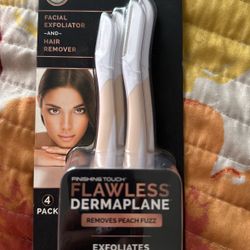 FACIAL
EXFOLIATOR
—AND—
HAIR
REMOVER
4
PACK
FINISHING TOUCH
FLAWLESS
DERMAPLANE
REMOVES PEACH FUZZ
EXFOLIATES